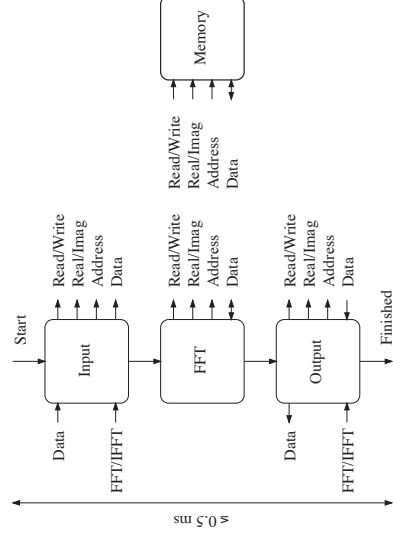 Start
Data
FFT/IFFT
Input
Read/Write
Real/Imag
Address
Data
FFT
Read/Write
Real/Imag
Address
Data
Read/Write
Real/Imag
Address
Data
Memory
Data
FFT/IFFT
Output
Read/Write
Real/Imag
Address
Data
Finished
≤ 0.5 ms